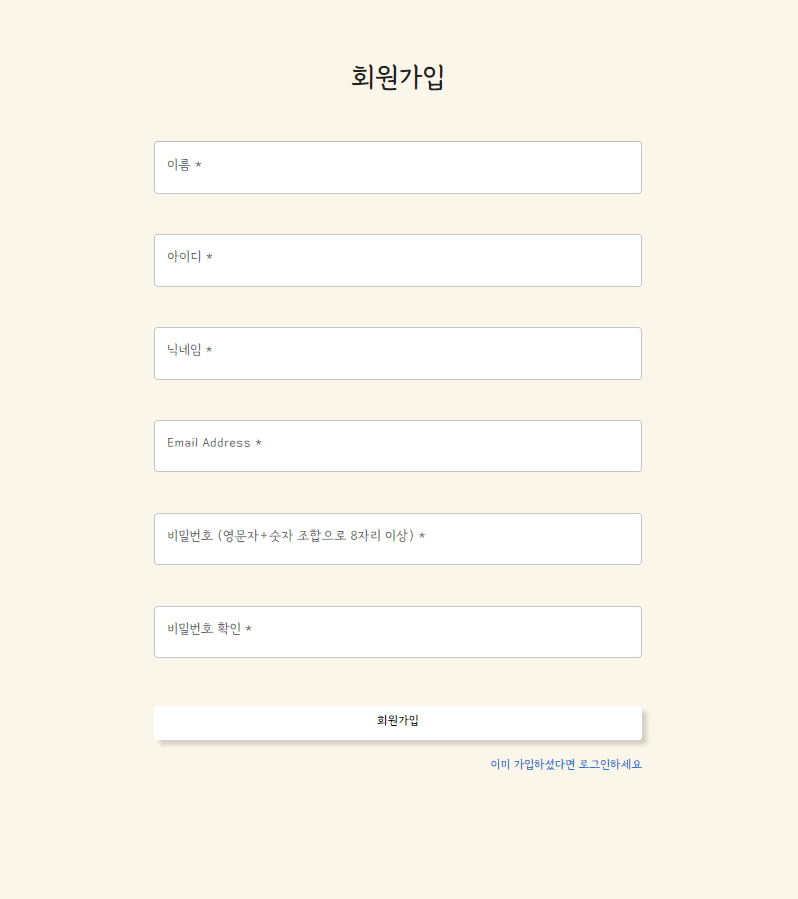 회원가입
이름 *
아이디 *
닉네임 *
Email Address *
비밀번호 (영문자+숫자 조합으로 8자리 이상) *
비밀번호 확인 *
회원가입
이미 가입하셨다면 로그인하세요